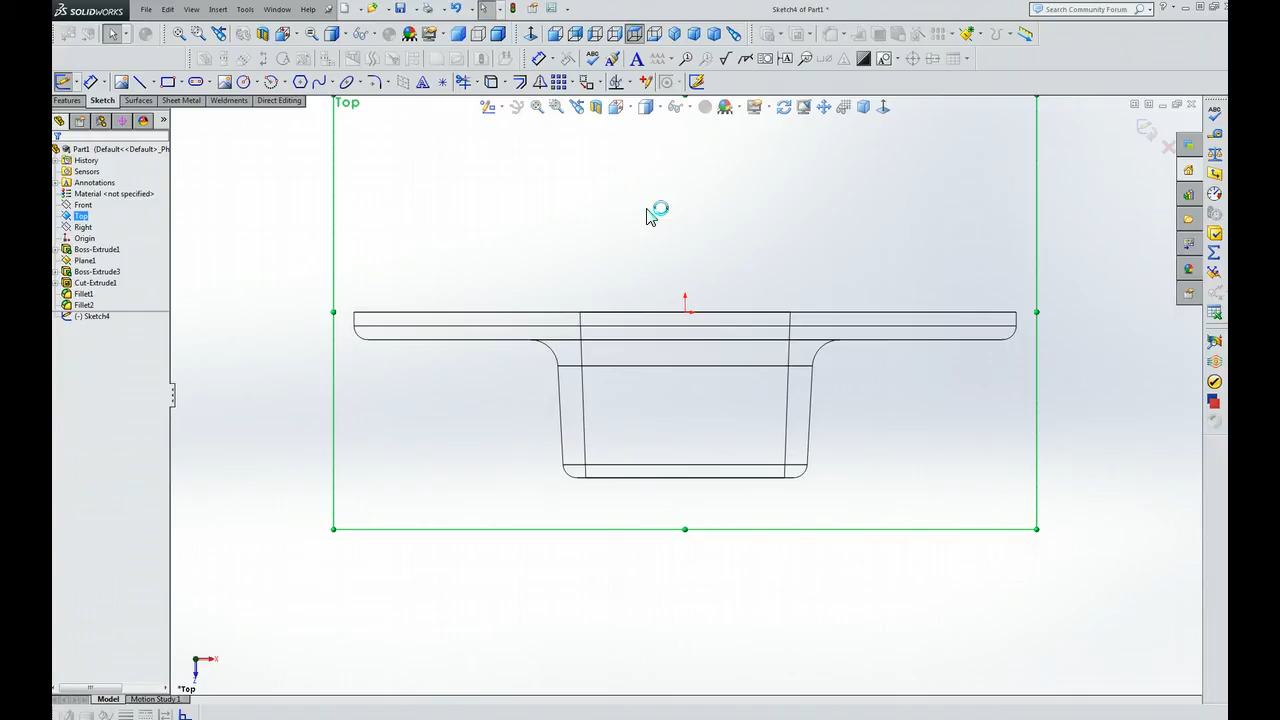 SOLIDWORKS File Edit View Insert Tools Window Help Sketch4 of Part1 * Search Community Forum
Features Sketch Surfaces Sheet Metal Weldments Direct Editing
Top
Part1 (Default<<Default>_Ph
History
Sensors
Annotations
Material <not specified>
Front
Top
Right
Origin
Boss-Extrude1
Plane1
Boss-Extrude3
Cut-Extrude1
Fillet1
Fillet2
(-) Sketch4
X
Z
*Top
Model Motion Study 1